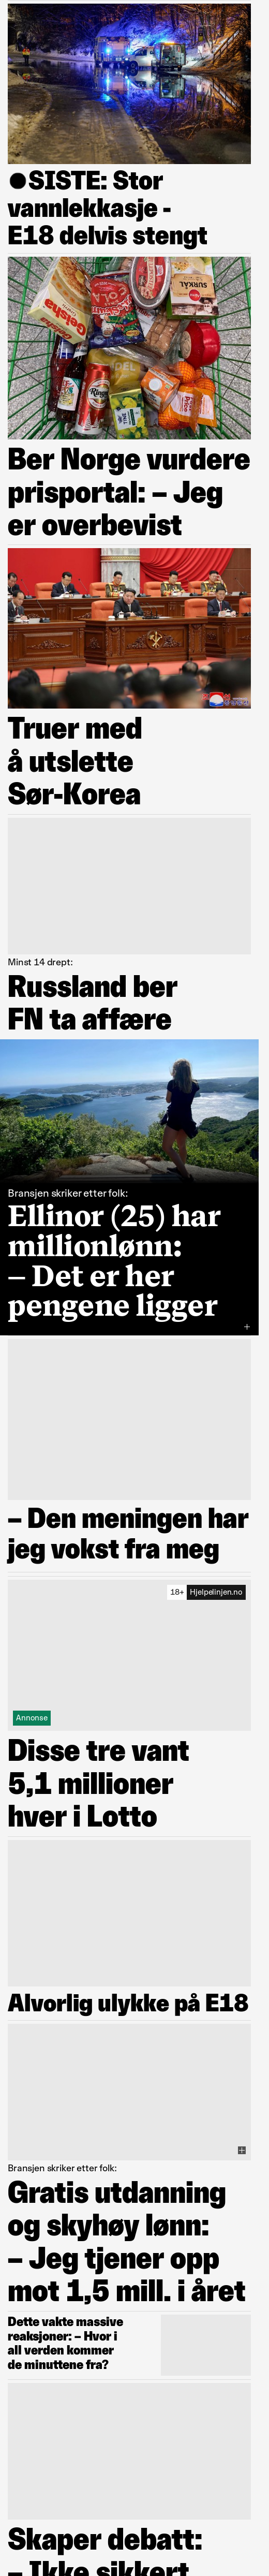 SISTE: Stor
vannlekkasje -
E18 delvis stengt
Geisha
SURKÅL
Ber Norge vurdere
prisportal: – Jeg
er overbevist
Truer med
å utslette
Sør-Korea
Minst 14 drept:
Russland ber
FN ta affære
Bransjen skriker etter folk:
Ellinor (25) har
millionlønn:
– Det er her
pengene ligger
– Den meningen har
jeg vokst fra meg
18+ Hjelpelinjen.no
Annonse
Disse tre vant
5,1 millioner
hver i Lotto
Alvorlig ulykke på E18
Bransjen skriker etter folk:
Gratis utdanning
og skyhøy lønn:
– Jeg tjener opp
mot 1,5 mill. i året
Dette vakte massive
reaksjoner: – Hvor i
all verden kommer
de minuttene fra?
Skaper debatt:
– Ikke sikkert